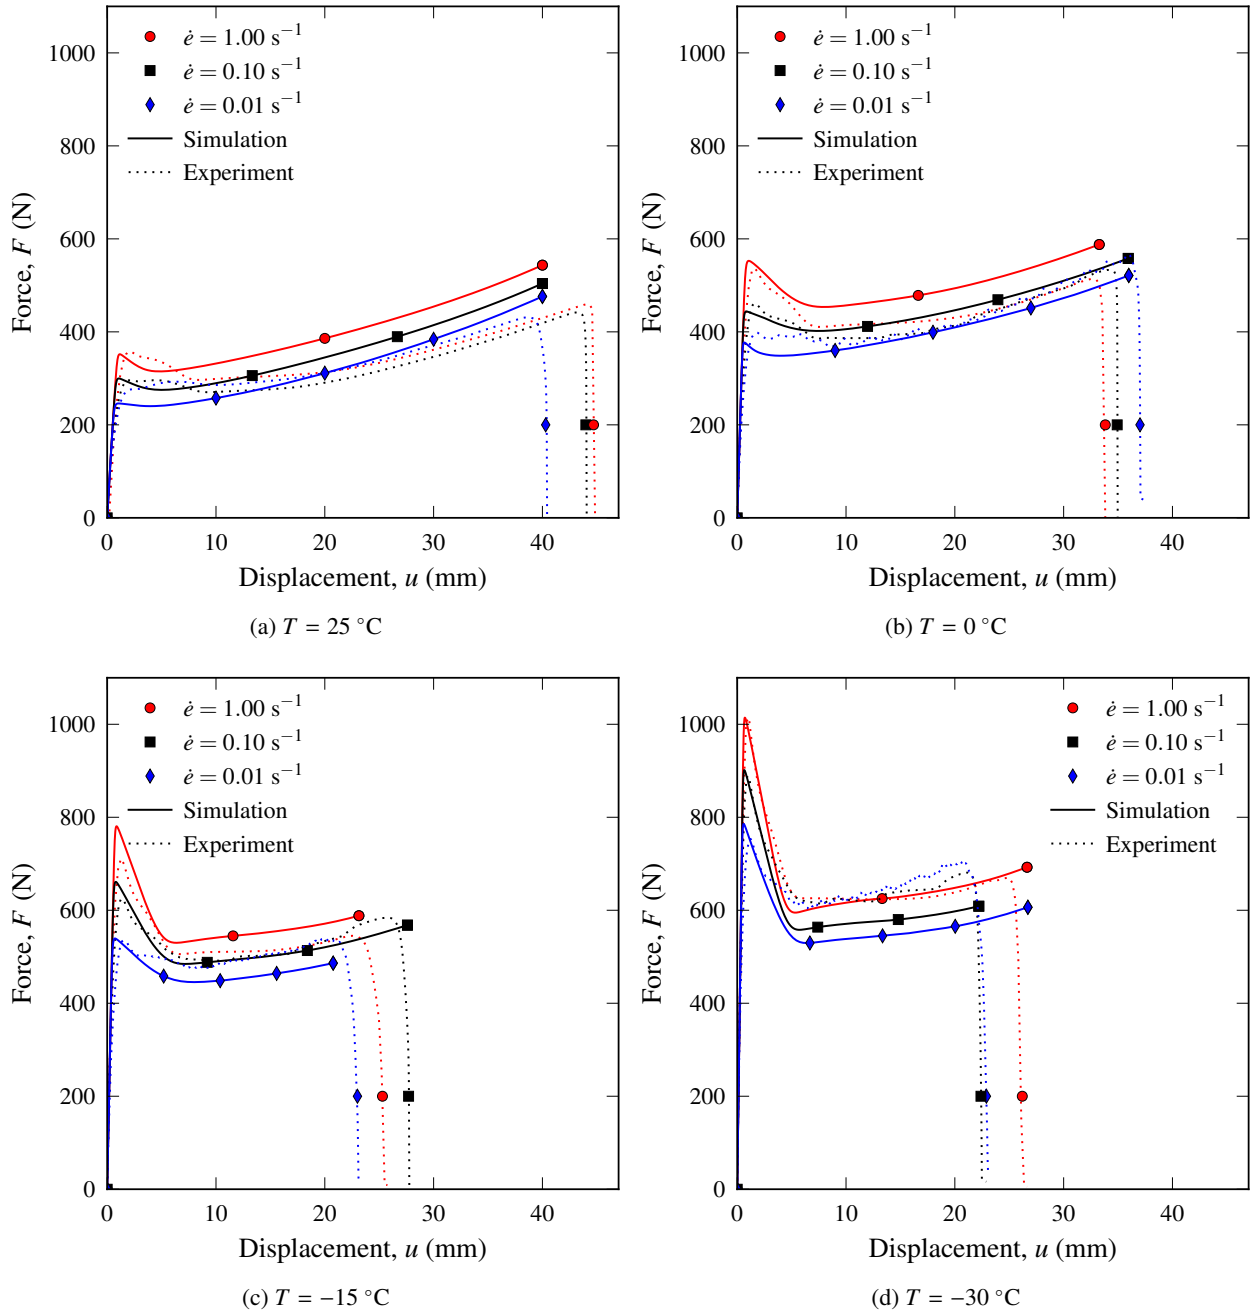 1000
800
600
400
200
0
Force, F (N)
ė = 1.00 s−1
ė = 0.10 s−1
ė = 0.01 s−1
Simulation
Experiment
0 10 20 30 40
Displacement, u (mm)
(a) T = 25 °C
1000
800
600
400
200
0
Force, F (N)
ė = 1.00 s−1
ė = 0.10 s−1
ė = 0.01 s−1
Simulation
Experiment
0 10 20 30 40
Displacement, u (mm)
(b) T = 0 °C
1000
800
600
400
200
0
Force, F (N)
ė = 1.00 s−1
ė = 0.10 s−1
ė = 0.01 s−1
Simulation
Experiment
0 10 20 30 40
Displacement, u (mm)
(c) T = −15 °C
1000
800
600
400
200
0
Force, F (N)
ė = 1.00 s−1
ė = 0.10 s−1
ė = 0.01 s−1
Simulation
Experiment
0 10 20 30 40
Displacement, u (mm)
(d) T = −30 °C